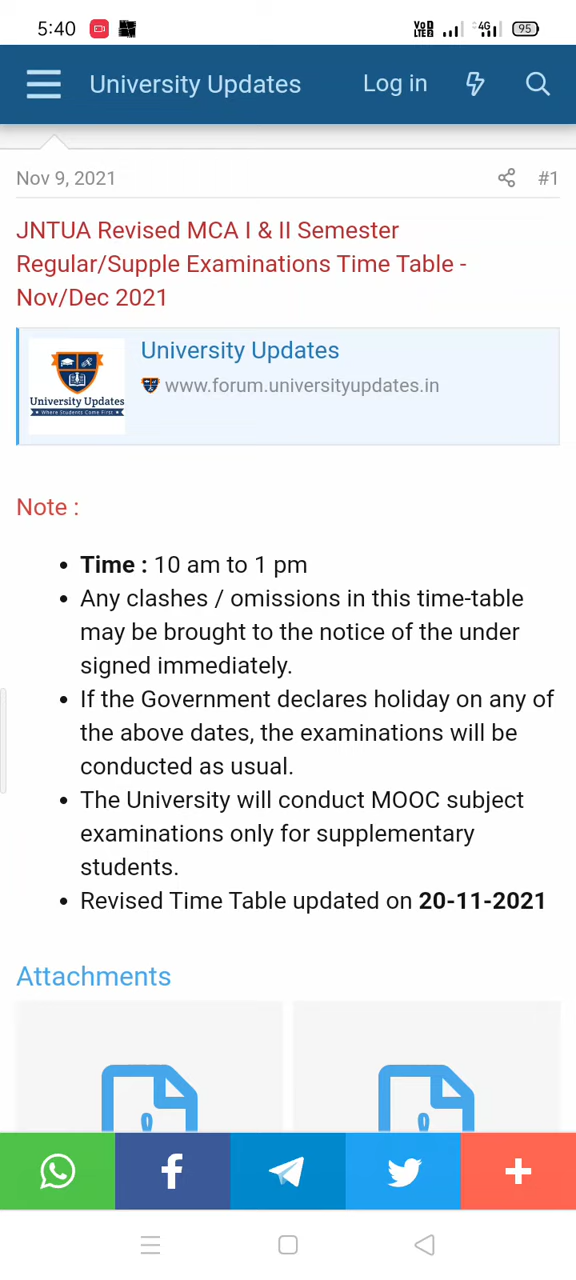 5:40
Vo LTE 4G 95
University Updates Log in
Nov 9, 2021 #1
JNTUA Revised MCA I & II Semester
Regular/Supple Examinations Time Table -
Nov/Dec 2021
University Updates
www.forum.universityupdates.in
University Updates
Where Students Come First
Note :
• Time : 10 am to 1 pm
• Any clashes / omissions in this time-table
may be brought to the notice of the under
signed immediately.
• If the Government declares holiday on any of
the above dates, the examinations will be
conducted as usual.
• The University will conduct MOOC subject
examinations only for supplementary
students.
• Revised Time Table updated on 20-11-2021
Attachments